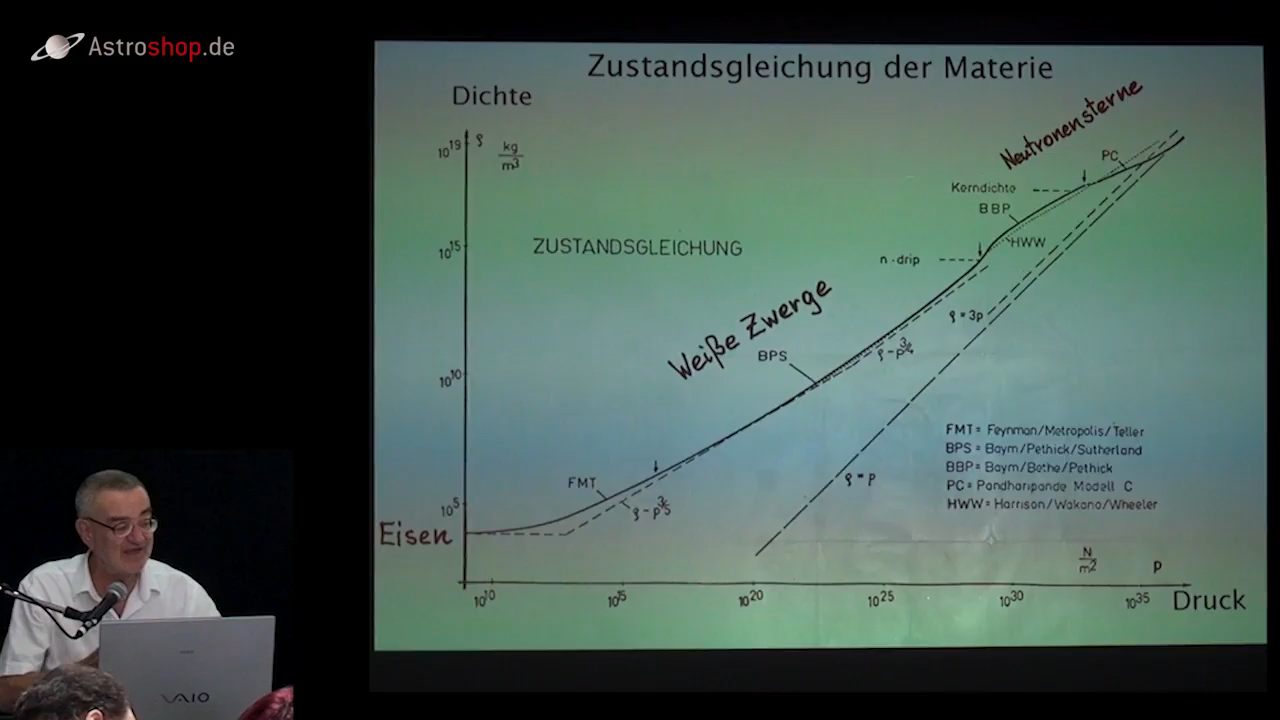 Astroshop.de
Zustandsgleichung der Materie
Dichte
10¹⁹ ρ kg/m³
Neutronensterne
PC
Kerndichte
BBP
HWW
10¹⁵
ZUSTANDSGLEICHUNG
n-drip
Weiße Zwerge
ρ=3p
BPS
ρ~p^3/4
10¹⁰
FMT = Feynman/Metropolis/Teller
BPS = Baym/Pethick/Sutherland
BBP = Baym/Bethe/Pethick
PC = Pandharipande Modell C
HWW = Harrison/Wakano/Wheeler
FMT
ρ=p
10⁵
ρ~p^3/5
Eisen
N/m² p
10¹⁰ 10¹⁵ 10²⁰ 10²⁵ 10³⁰ 10³⁵ Druck
VAIO